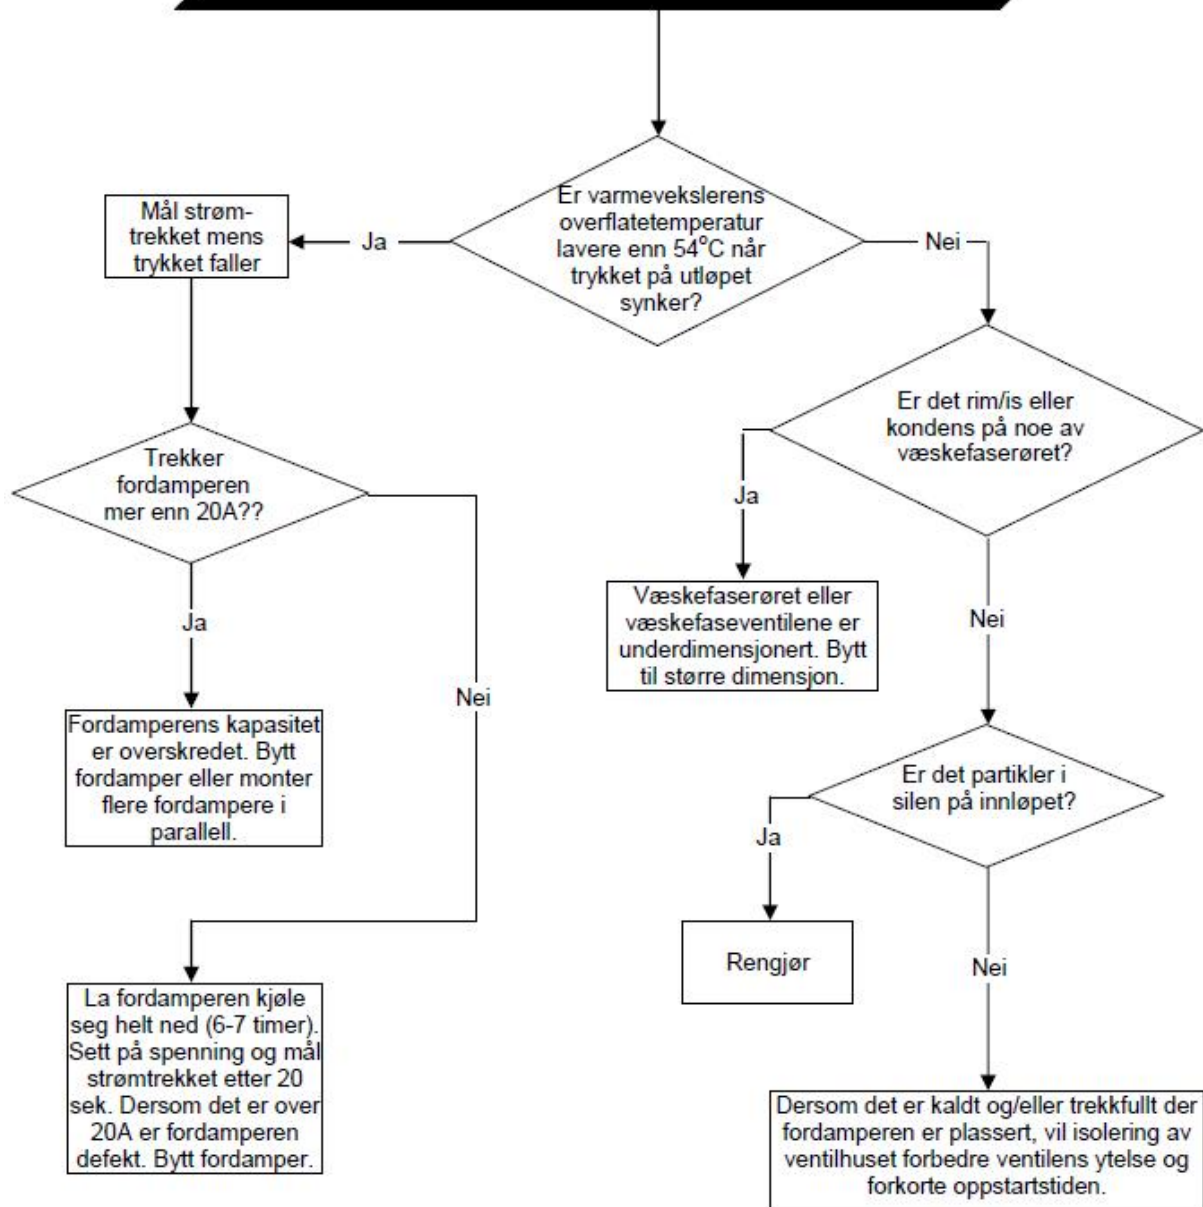 Er varmevekslerens
overflatetemperatur
lavere enn 54°C når
trykket på utløpet
synker?
Ja
Nei
Mål strøm-
trekket mens
trykket faller
Er det rim/is eller
kondens på noe av
væskefaserøret?
Trekker
fordamperen
mer enn 20A??
Ja
Væskefaserøret eller
væskefaseventilene er
underdimensjonert. Bytt
til større dimensjon.
Nei
Ja
Nei
Fordamperens kapasitet
er overskredet. Bytt
fordamper eller monter
flere fordampere i
parallell.
Er det partikler i
silen på innløpet?
Ja
Rengjør
Nei
La fordamperen kjøle
seg helt ned (6-7 timer).
Sett på spenning og mål
strømtrekket etter 20
sek. Dersom det er over
20A er fordamperen
defekt. Bytt fordamper.
Dersom det er kaldt og/eller trekkfullt der
fordamperen er plassert, vil isolering av
ventilhuset forbedre ventilens ytelse og
forkorte oppstartstiden.